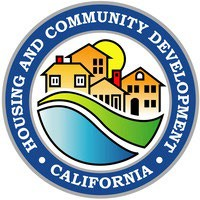 HOUSING AND COMMUNITY DEVELOPMENT
• CALIFORNIA •